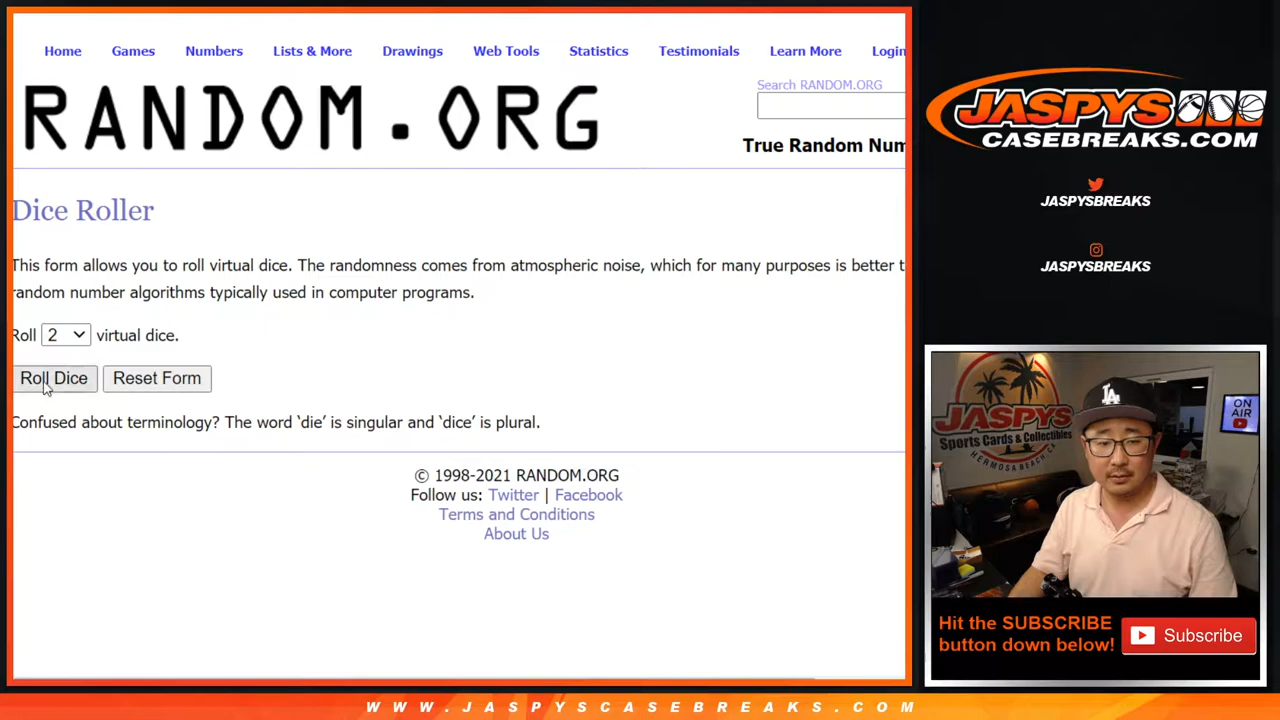 Home Games Numbers Lists & More Drawings Web Tools Statistics Testimonials Learn More Login
RANDOM.ORG
Search RANDOM.ORG
True Random Num
Dice Roller
This form allows you to roll virtual dice. The randomness comes from atmospheric noise, which for many purposes is better t
random number algorithms typically used in computer programs.
Roll 2 virtual dice.
Roll Dice Reset Form
Confused about terminology? The word ‘die’ is singular and ‘dice’ is plural.
© 1998-2021 RANDOM.ORG
Follow us: Twitter | Facebook
Terms and Conditions
About Us
JASPYS
CASEBREAKS.COM
JASPYSBREAKS
JASPYSBREAKS
JASPYS
Sports Cards & Collectibles
HERMOSA BEACH, CA
LA
ON
AIR
Hit the SUBSCRIBE
button down below!
Subscribe
WWW.JASPYSCASEBREAKS.COM